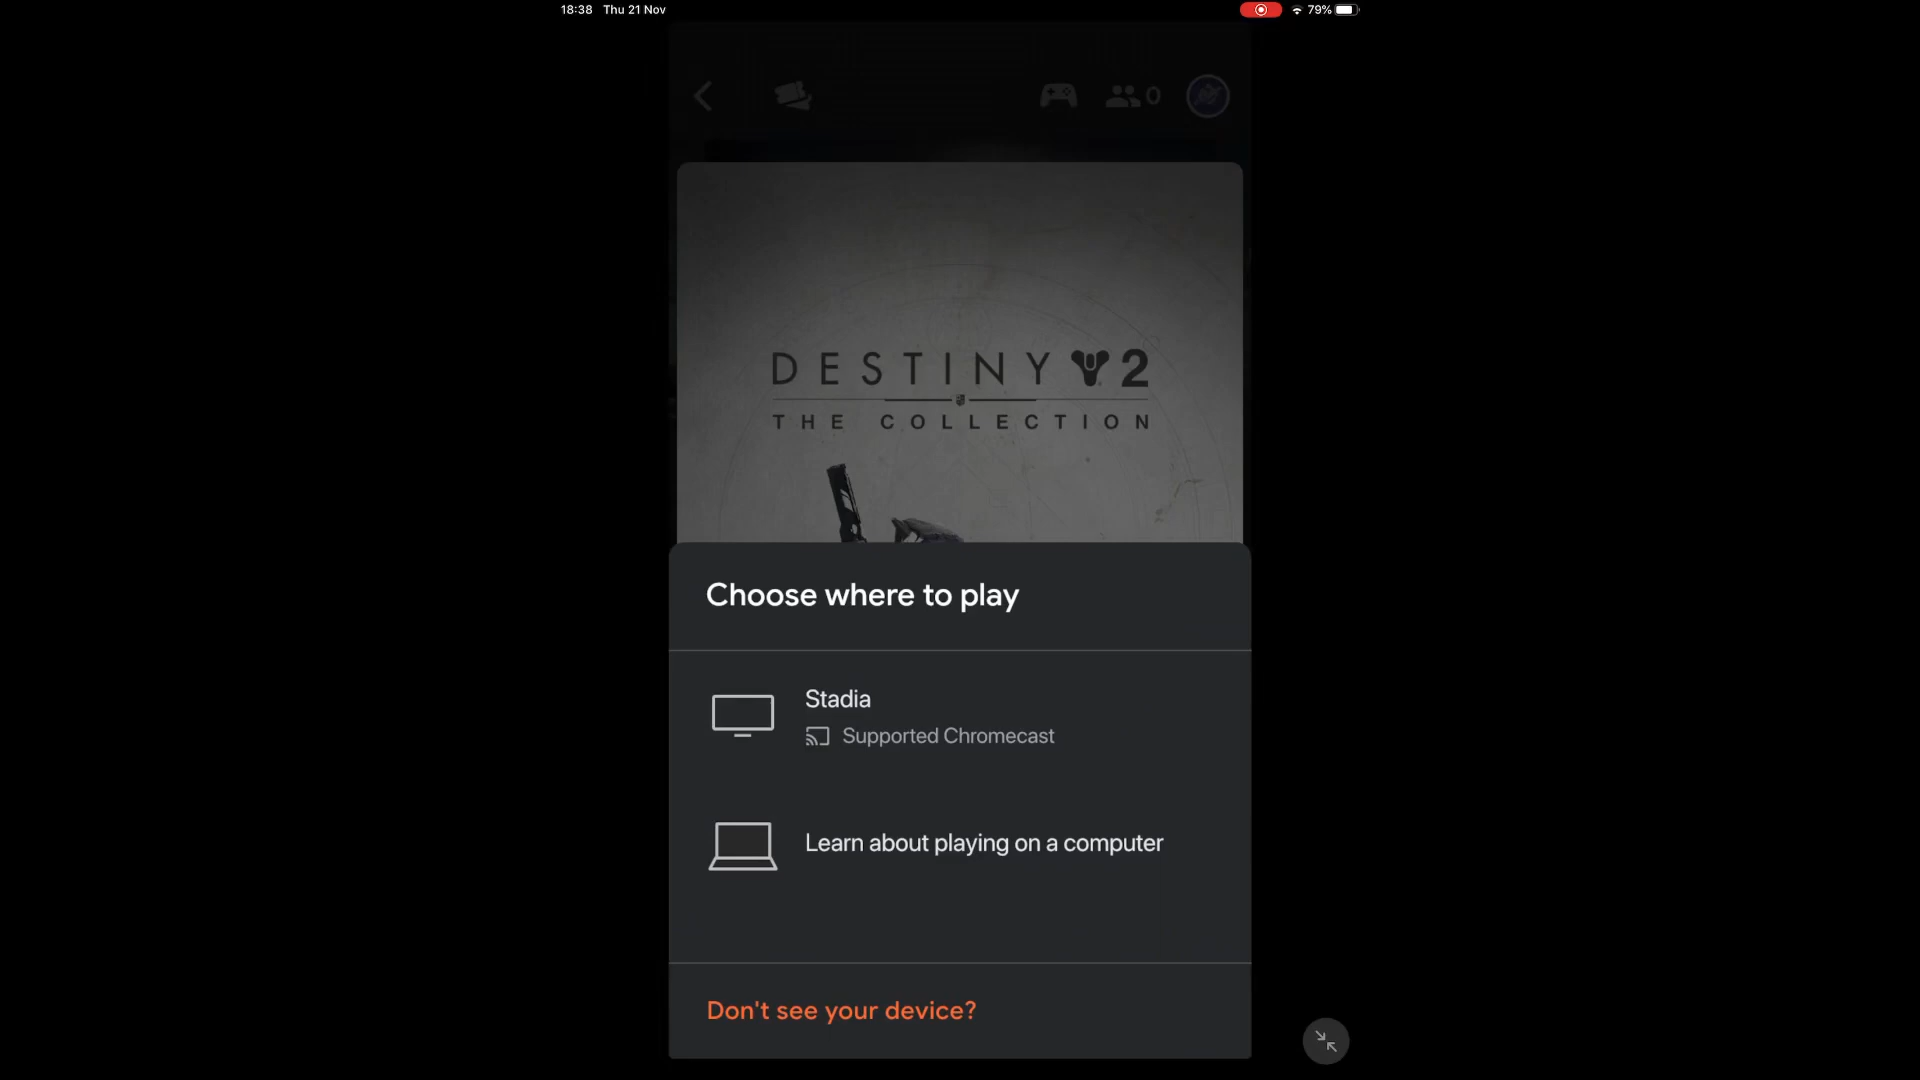 18:38 Thu 21 Nov
79%
0
DESTINY 2
THE COLLECTION
Choose where to play
Stadia
Supported Chromecast
Learn about playing on a computer
Don't see your device?